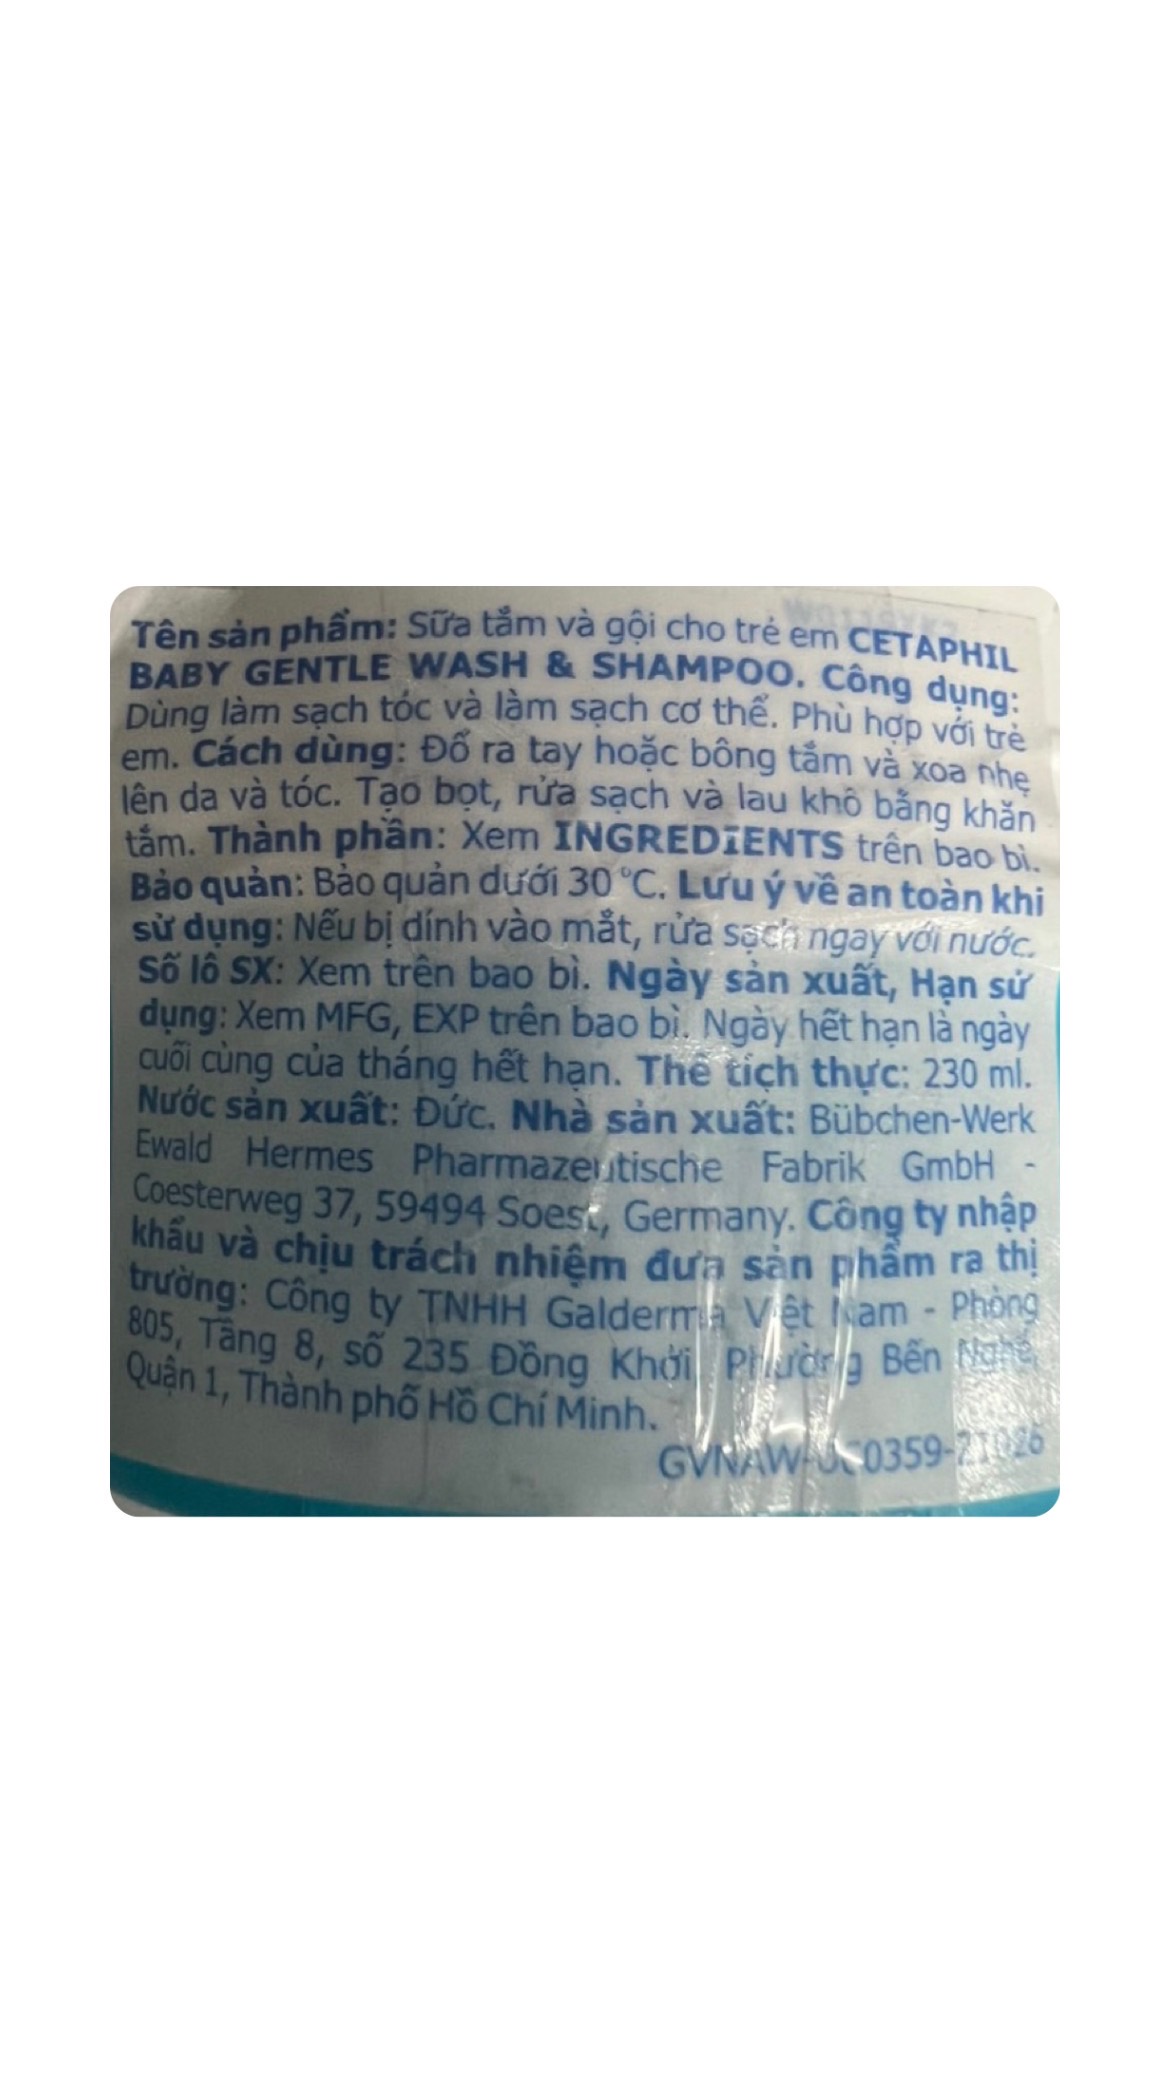 Tên sản phẩm: Sữa tắm và gội cho trẻ em CETAPHIL
BABY GENTLE WASH & SHAMPOO. Công dụng:
Dùng làm sạch tóc và làm sạch cơ thể. Phù hợp với trẻ
em. Cách dùng: Đổ ra tay hoặc bông tắm và xoa nhẹ
lên da và tóc. Tạo bọt, rửa sạch và lau khô bằng khăn
tắm. Thành phần: Xem INGREDIENTS trên bao bì.
Bảo quản: Bảo quản dưới 30 °C. Lưu ý về an toàn khi
sử dụng: Nếu bị dính vào mắt, rửa sạch ngay với nước.
Số lô SX: Xem trên bao bì. Ngày sản xuất, Hạn sử
dụng: Xem MFG, EXP trên bao bì. Ngày hết hạn là ngày
cuối cùng của tháng hết hạn. Thể tích thực: 230 ml.
Nước sản xuất: Đức. Nhà sản xuất: Bübchen-Werk
Ewald Hermes Pharmazeutische Fabrik GmbH -
Coesterweg 37, 59494 Soest, Germany. Công ty nhập
khẩu và chịu trách nhiệm đưa sản phẩm ra thị
trường: Công ty TNHH Galderma Việt Nam - Phòng
805, Tầng 8, số 235 Đồng Khởi, Phường Bến Nghé,
Quận 1, Thành phố Hồ Chí Minh.